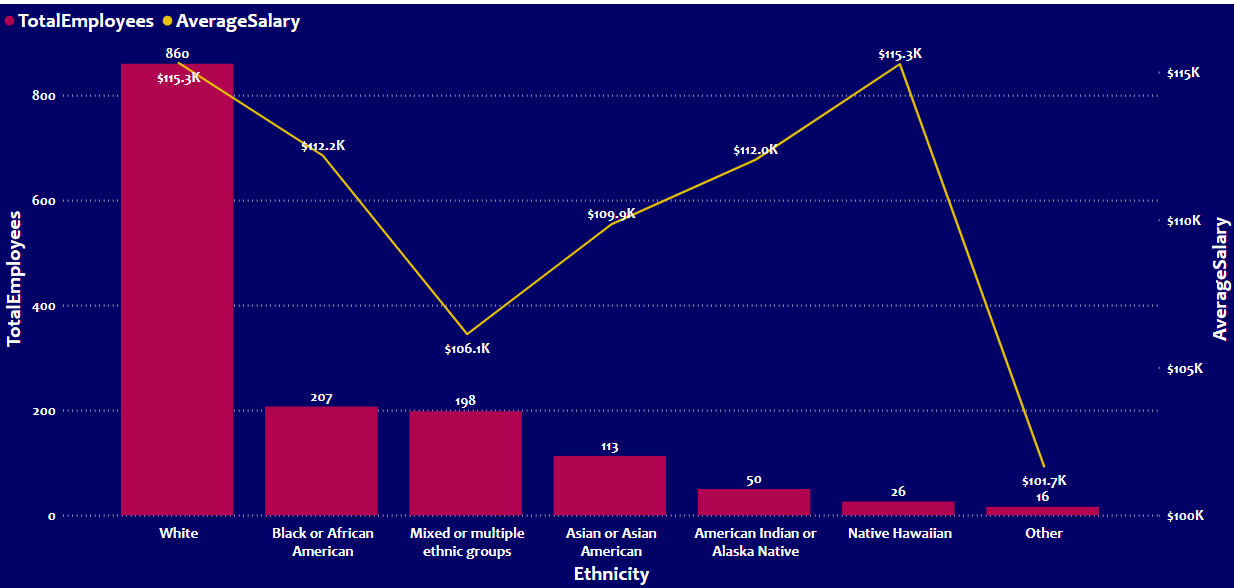 TotalEmployees AverageSalary
860
$115.3K
$115.3K
$115K
800
$112.2K
$112.0K
600
$109.9K
$110K
TotalEmployees
AverageSalary
400
$106.1K
$105K
207
198
200
113
50
26
$101.7K
16
0
$100K
White
Black or African
American
Mixed or multiple
ethnic groups
Asian or Asian
American
American Indian or
Alaska Native
Native Hawaiian
Other
Ethnicity